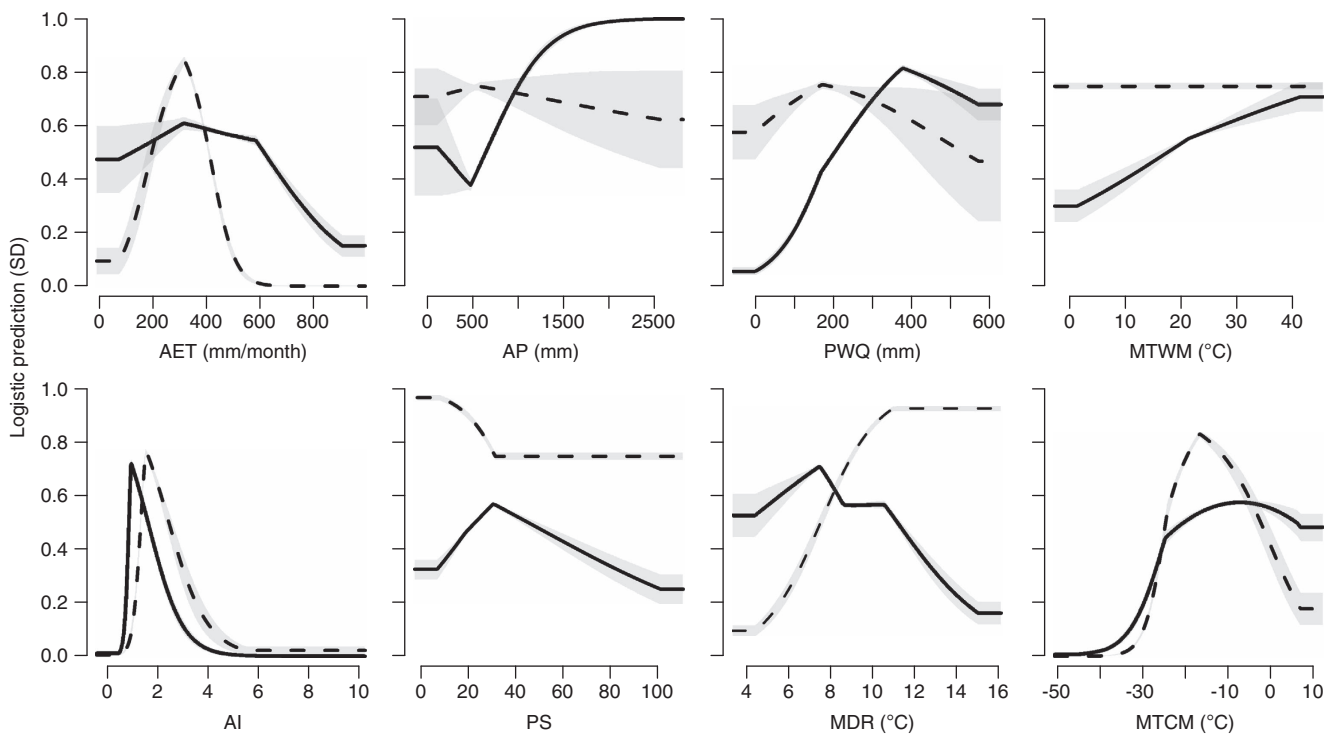 Logistic prediction (SD)
1.0
0.8
0.6
0.4
0.2
0.0
0 200 400 600 800
0 500 1500 2500
0 200 400 600
0 10 20 30 40
AET (mm/month)
AP (mm)
PWQ (mm)
MTWM (°C)
1.0
0.8
0.6
0.4
0.2
0.0
0 2 4 6 8 10
0 20 40 60 80 100
4 6 8 10 12 14 16
-50 -30 -10 0 10
AI
PS
MDR (°C)
MTCM (°C)